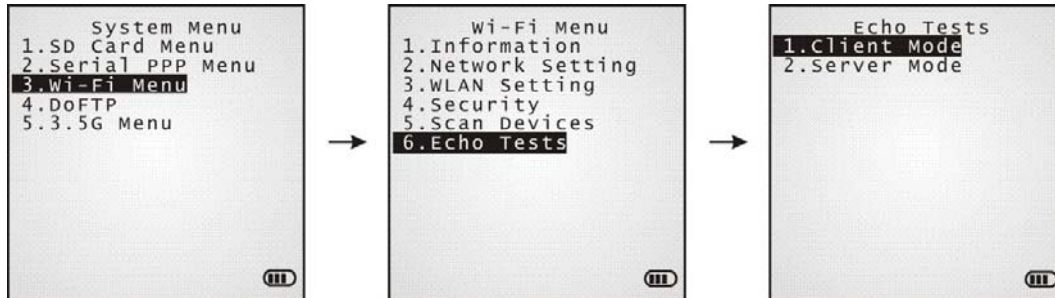 System Menu
1.SD Card Menu
2.Serial PPP Menu
3.Wi-Fi Menu
4.DoFTP
5.3.5G Menu
Wi-Fi Menu
1.Information
2.Network Setting
3.WLAN Setting
4.Security
5.Scan Devices
6.Echo Tests
Echo Tests
1.Client Mode
2.Server Mode